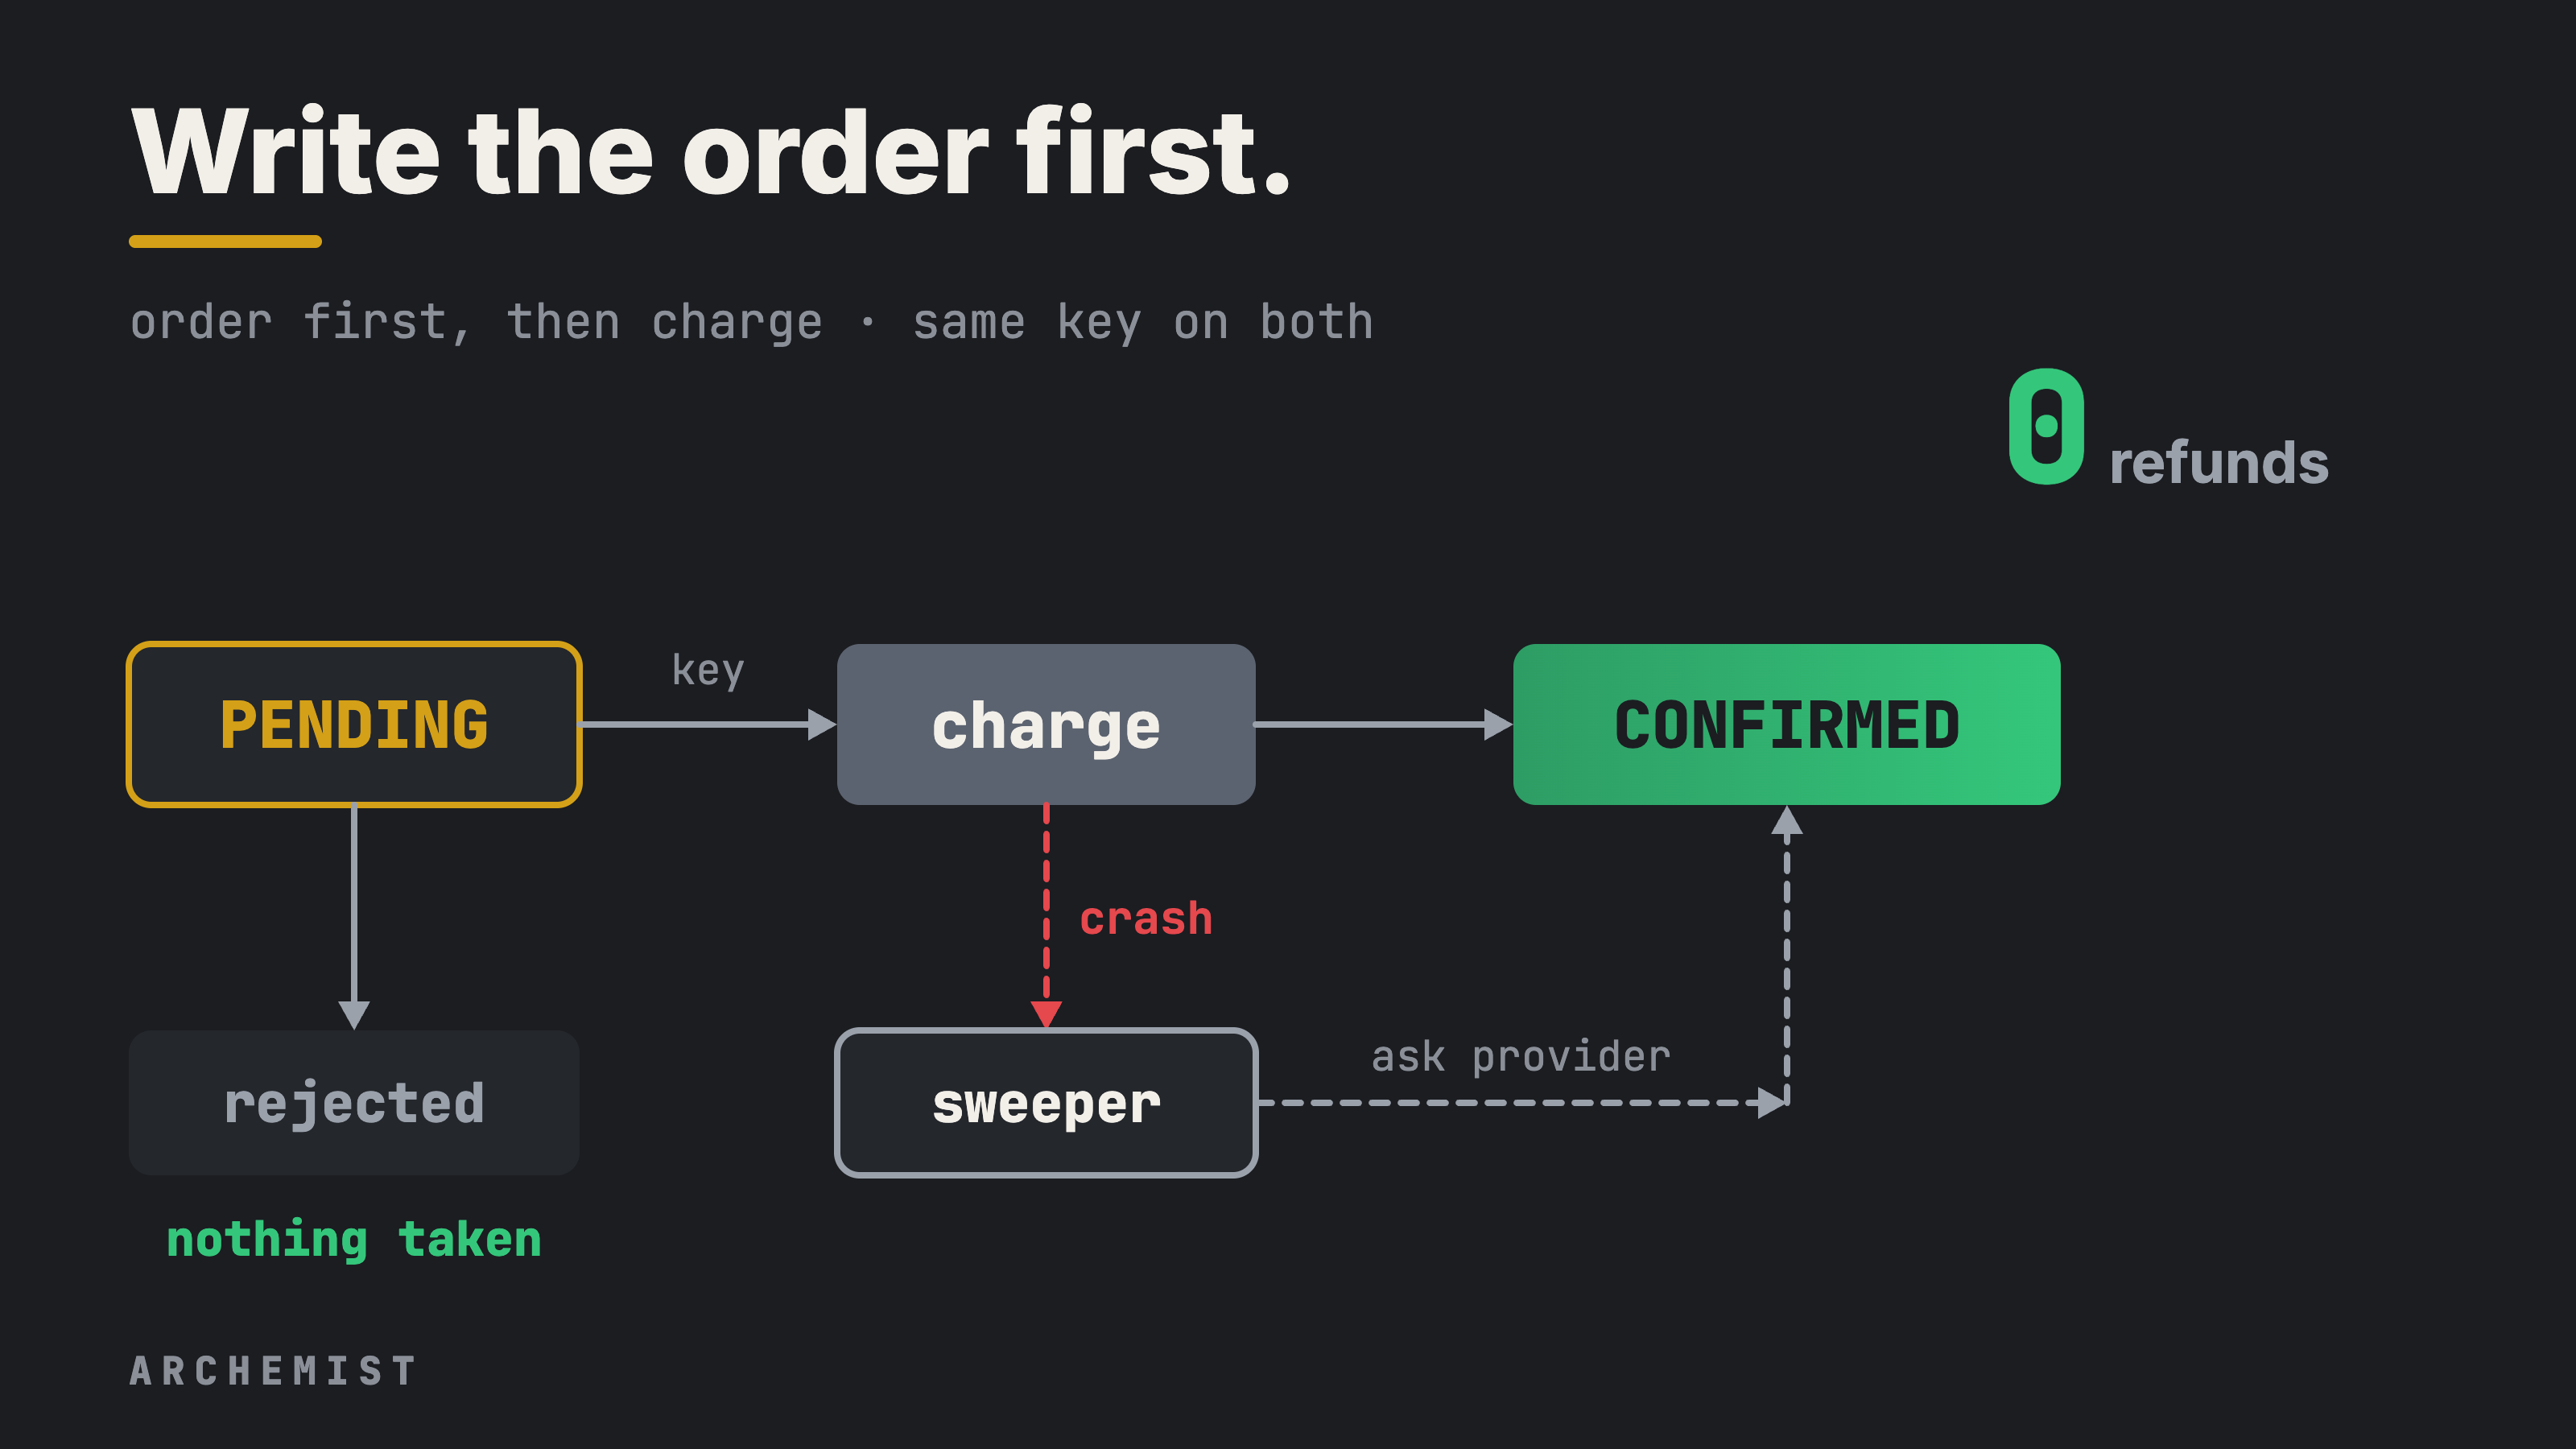 Write the order first.
order first, then charge · same key on both
0 refunds
key
PENDING
charge
CONFIRMED
crash
ask provider
rejected
sweeper
nothing taken
ARCHEMIST